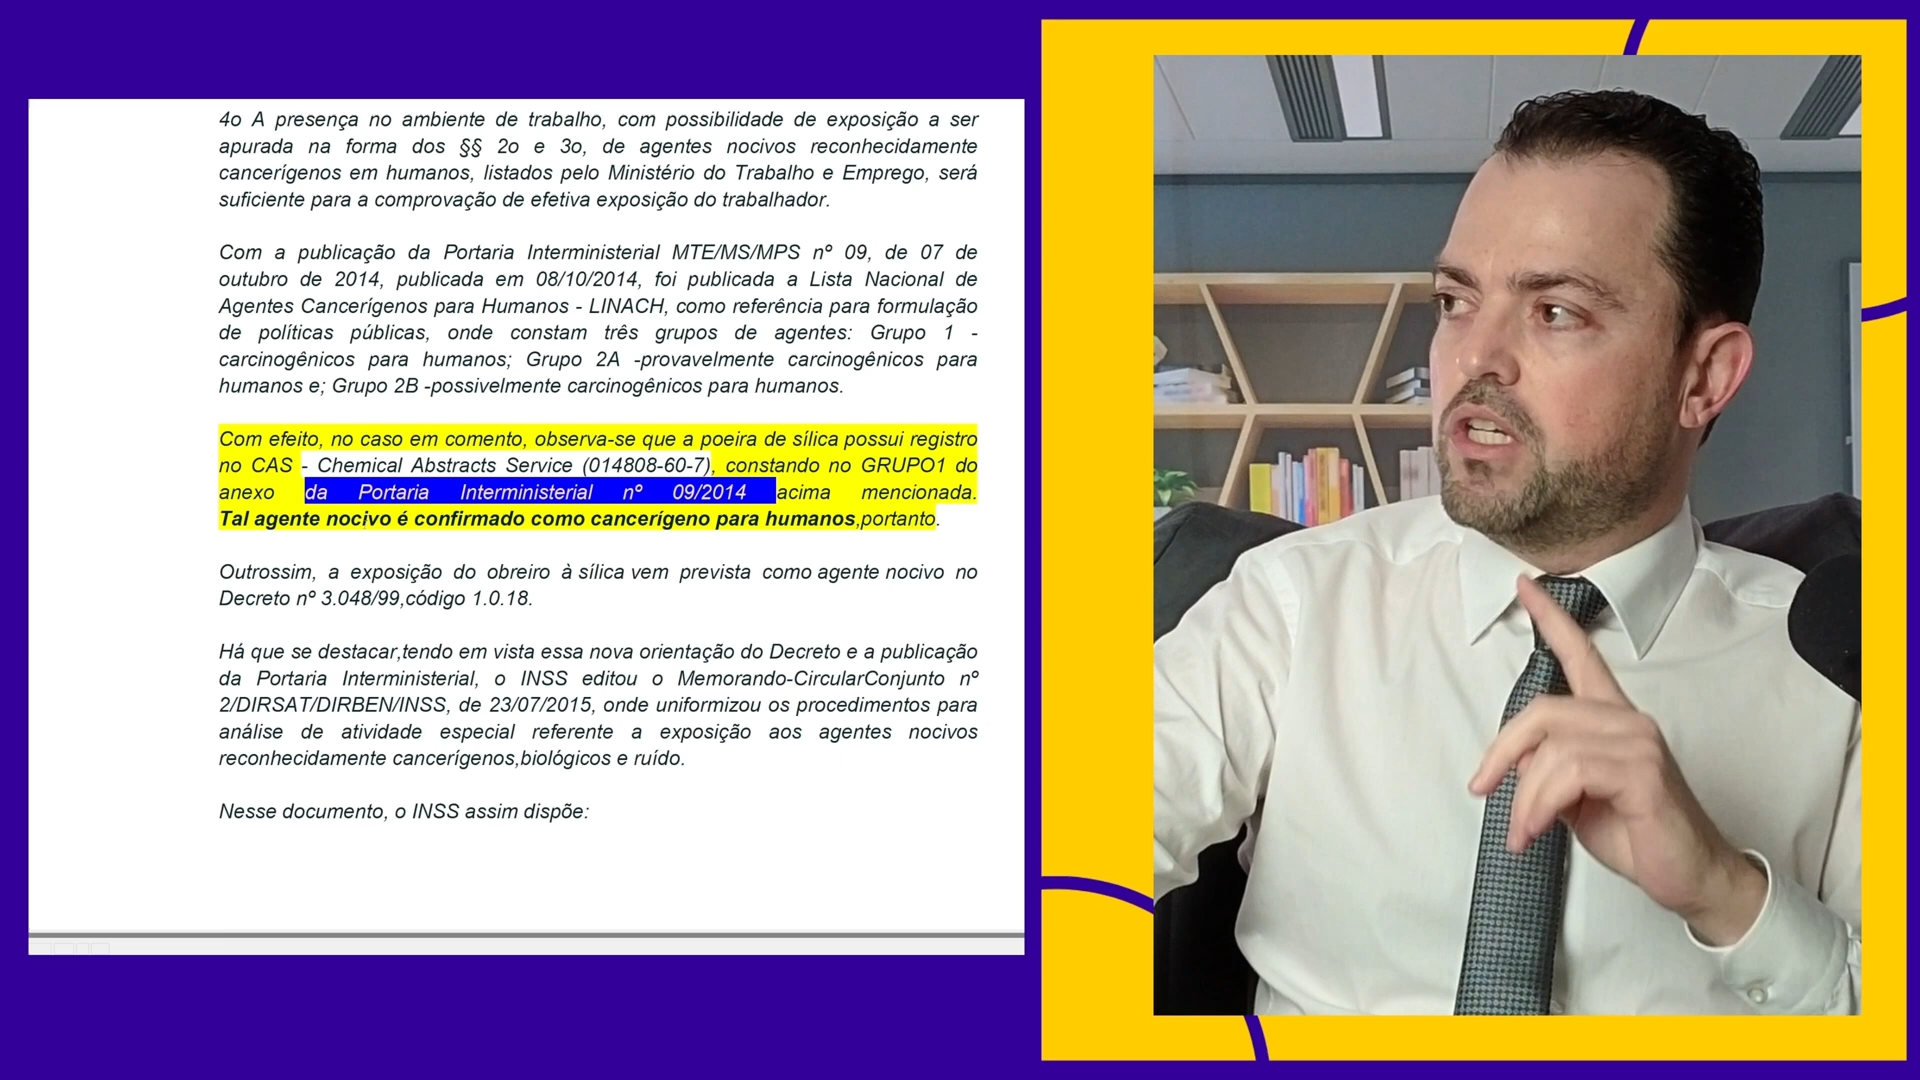 4o A presença no ambiente de trabalho, com possibilidade de exposição a ser
apurada na forma dos §§ 2o e 3o, de agentes nocivos reconhecidamente
cancerígenos em humanos, listados pelo Ministério do Trabalho e Emprego, será
suficiente para a comprovação de efetiva exposição do trabalhador.
Com a publicação da Portaria Interministerial MTE/MS/MPS nº 09, de 07 de
outubro de 2014, publicada em 08/10/2014, foi publicada a Lista Nacional de
Agentes Cancerígenos para Humanos - LINACH, como referência para formulação
de políticas públicas, onde constam três grupos de agentes: Grupo 1 -
carcinogênicos para humanos; Grupo 2A -provavelmente carcinogênicos para
humanos e; Grupo 2B -possivelmente carcinogênicos para humanos.
Com efeito, no caso em comento, observa-se que a poeira de sílica possui registro
no CAS - Chemical Abstracts Service (014808-60-7), constando no GRUPO1 do
anexo da Portaria Interministerial nº 09/2014 acima mencionada.
Tal agente nocivo é confirmado como cancerígeno para humanos,portanto.
Outrossim, a exposição do obreiro à sílica vem prevista como agente nocivo no
Decreto nº 3.048/99,código 1.0.18.
Há que se destacar,tendo em vista essa nova orientação do Decreto e a publicação
da Portaria Interministerial, o INSS editou o Memorando-CircularConjunto nº
2/DIRSAT/DIRBEN/INSS, de 23/07/2015, onde uniformizou os procedimentos para
análise de atividade especial referente a exposição aos agentes nocivos
reconhecidamente cancerígenos,biológicos e ruído.
Nesse documento, o INSS assim dispõe: